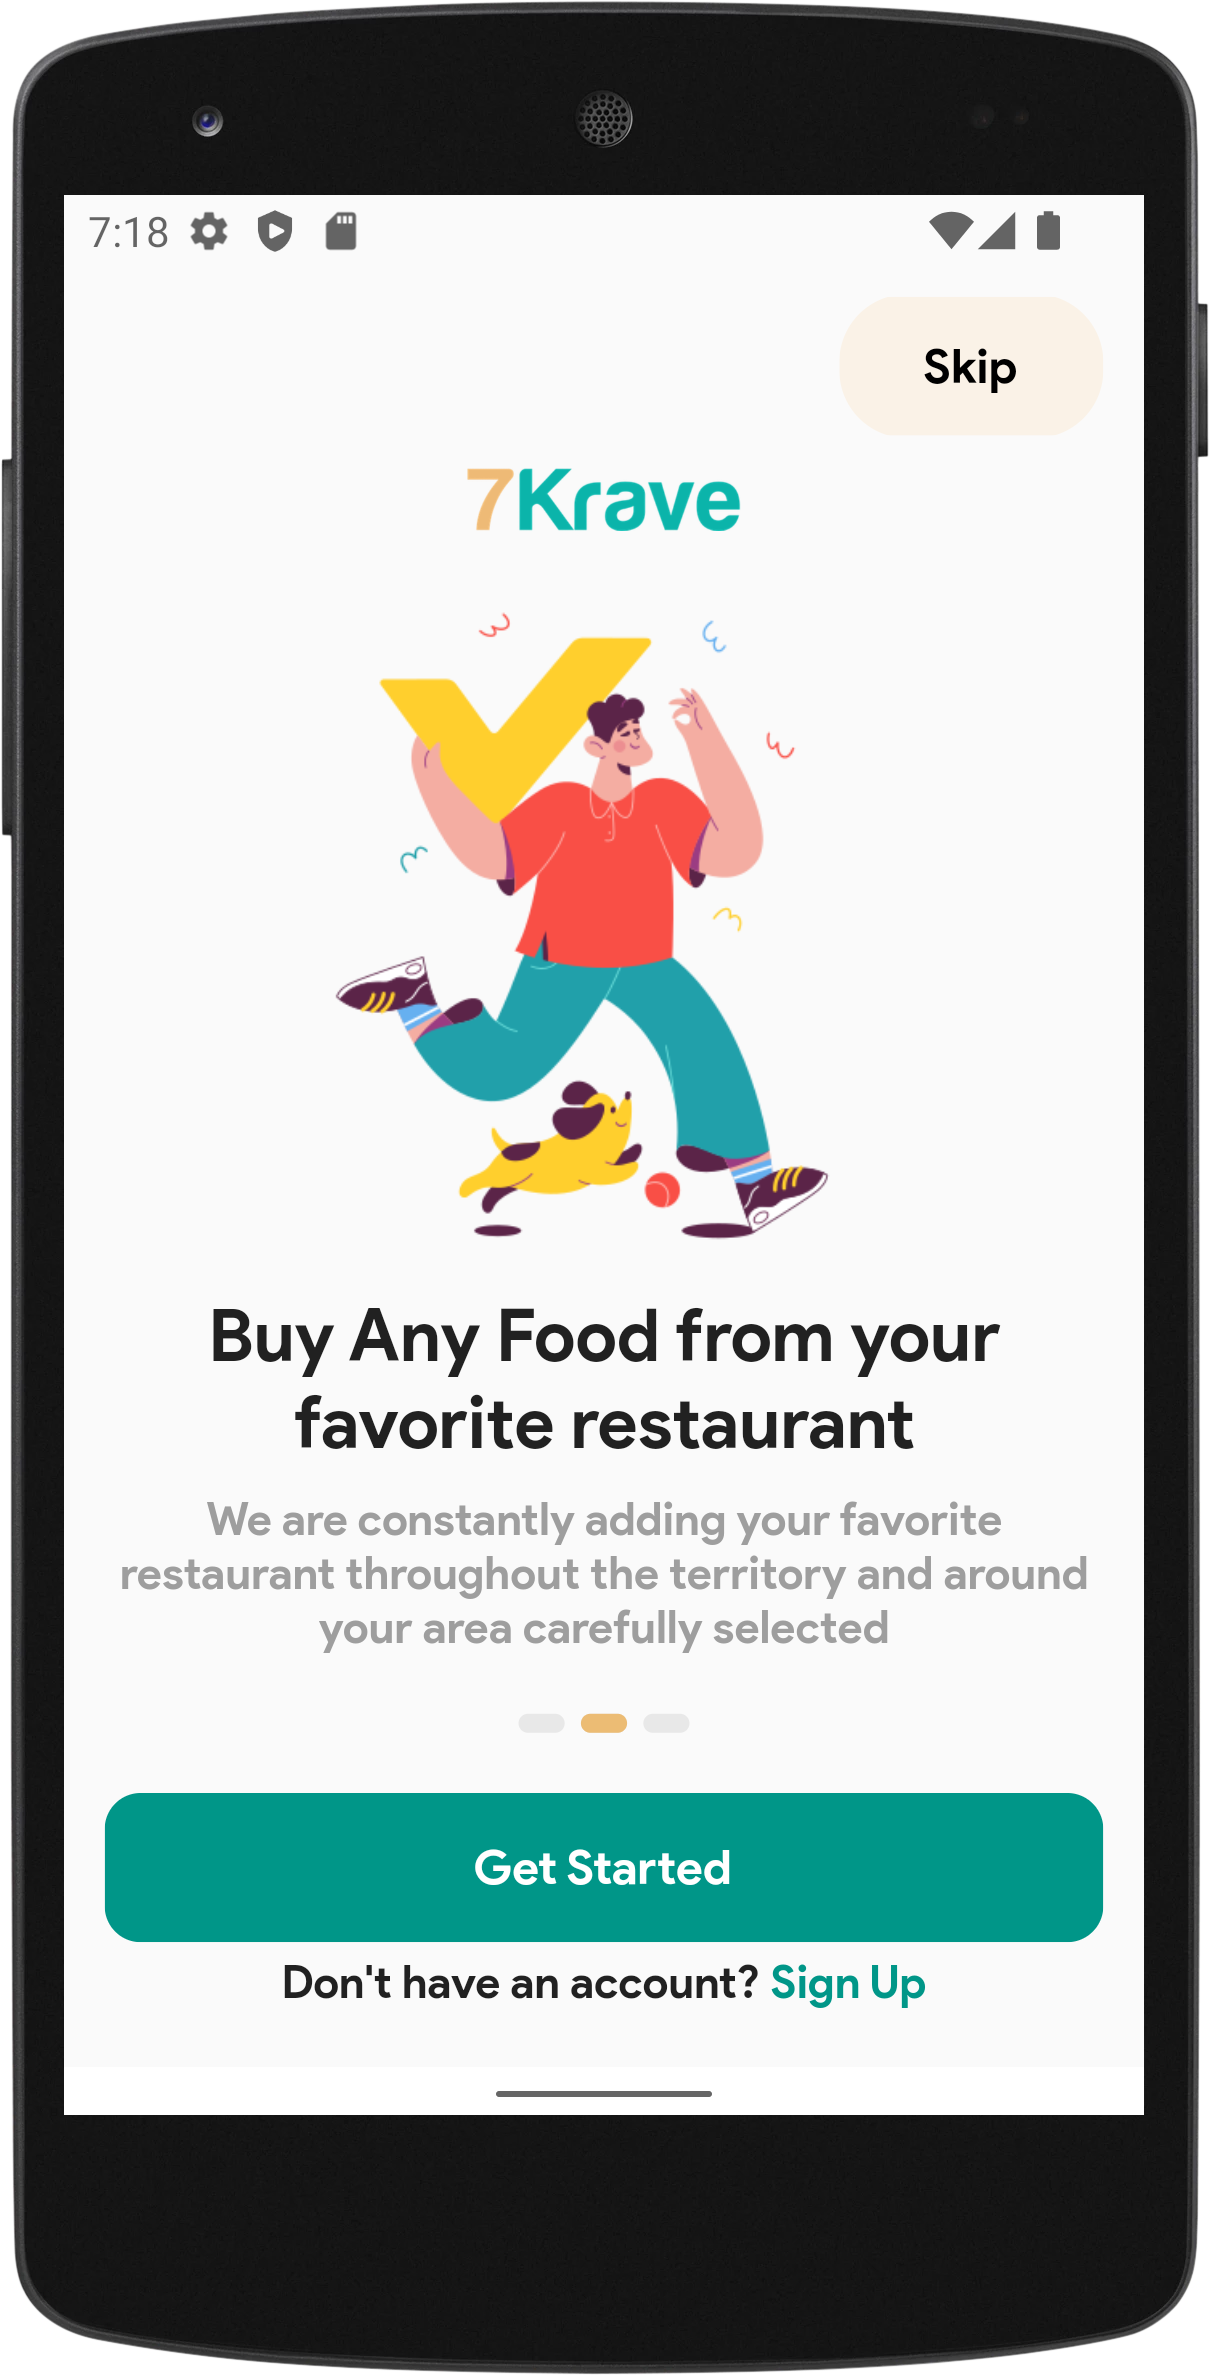 7:18
Skip
7Krave
Buy Any Food from your
favorite restaurant
We are constantly adding your favorite
restaurant throughout the territory and around
your area carefully selected
Get Started
Don't have an account? Sign Up